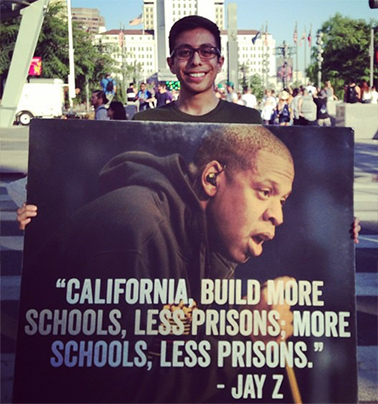 "CALIFORNIA, BUILD MORE
SCHOOLS, LESS PRISONS; MORE
SCHOOLS, LESS PRISONS."
- JAY Z